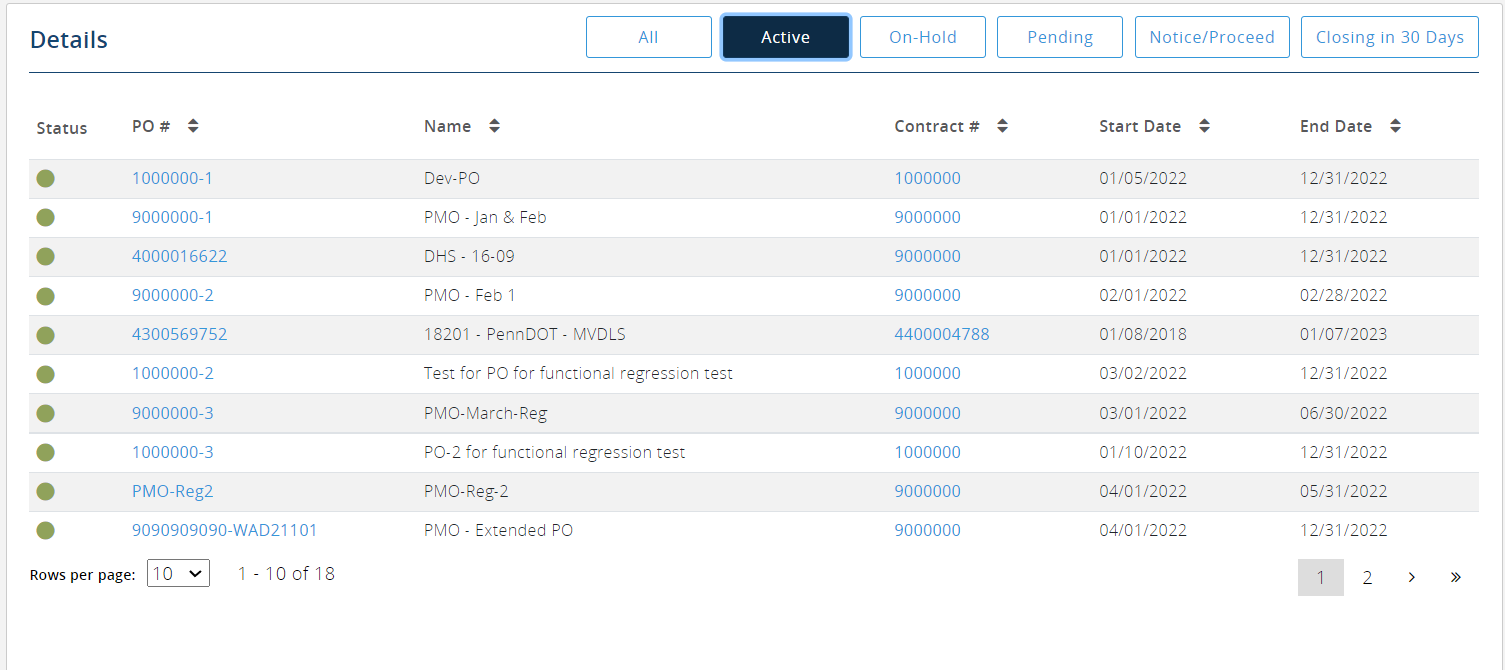 Details All Active On-Hold Pending Notice/Proceed Closing in 30 Days
Status PO # Name Contract # Start Date End Date
1000000-1 Dev-PO 1000000 01/05/2022 12/31/2022
9000000-1 PMO - Jan & Feb 9000000 01/01/2022 12/31/2022
4000016622 DHS - 16-09 9000000 01/01/2022 12/31/2022
9000000-2 PMO - Feb 1 9000000 02/01/2022 02/28/2022
4300569752 18201 - PennDOT - MVDLS 4400004788 01/08/2018 01/07/2023
1000000-2 Test for PO for functional regression test 1000000 03/02/2022 12/31/2022
9000000-3 PMO-March-Reg 9000000 03/01/2022 06/30/2022
1000000-3 PO-2 for functional regression test 1000000 01/10/2022 12/31/2022
PMO-Reg2 PMO-Reg-2 9000000 04/01/2022 05/31/2022
9090909090-WAD21101 PMO - Extended PO 9000000 04/01/2022 12/31/2022
Rows per page: 10 1 - 10 of 18 1 2 › »